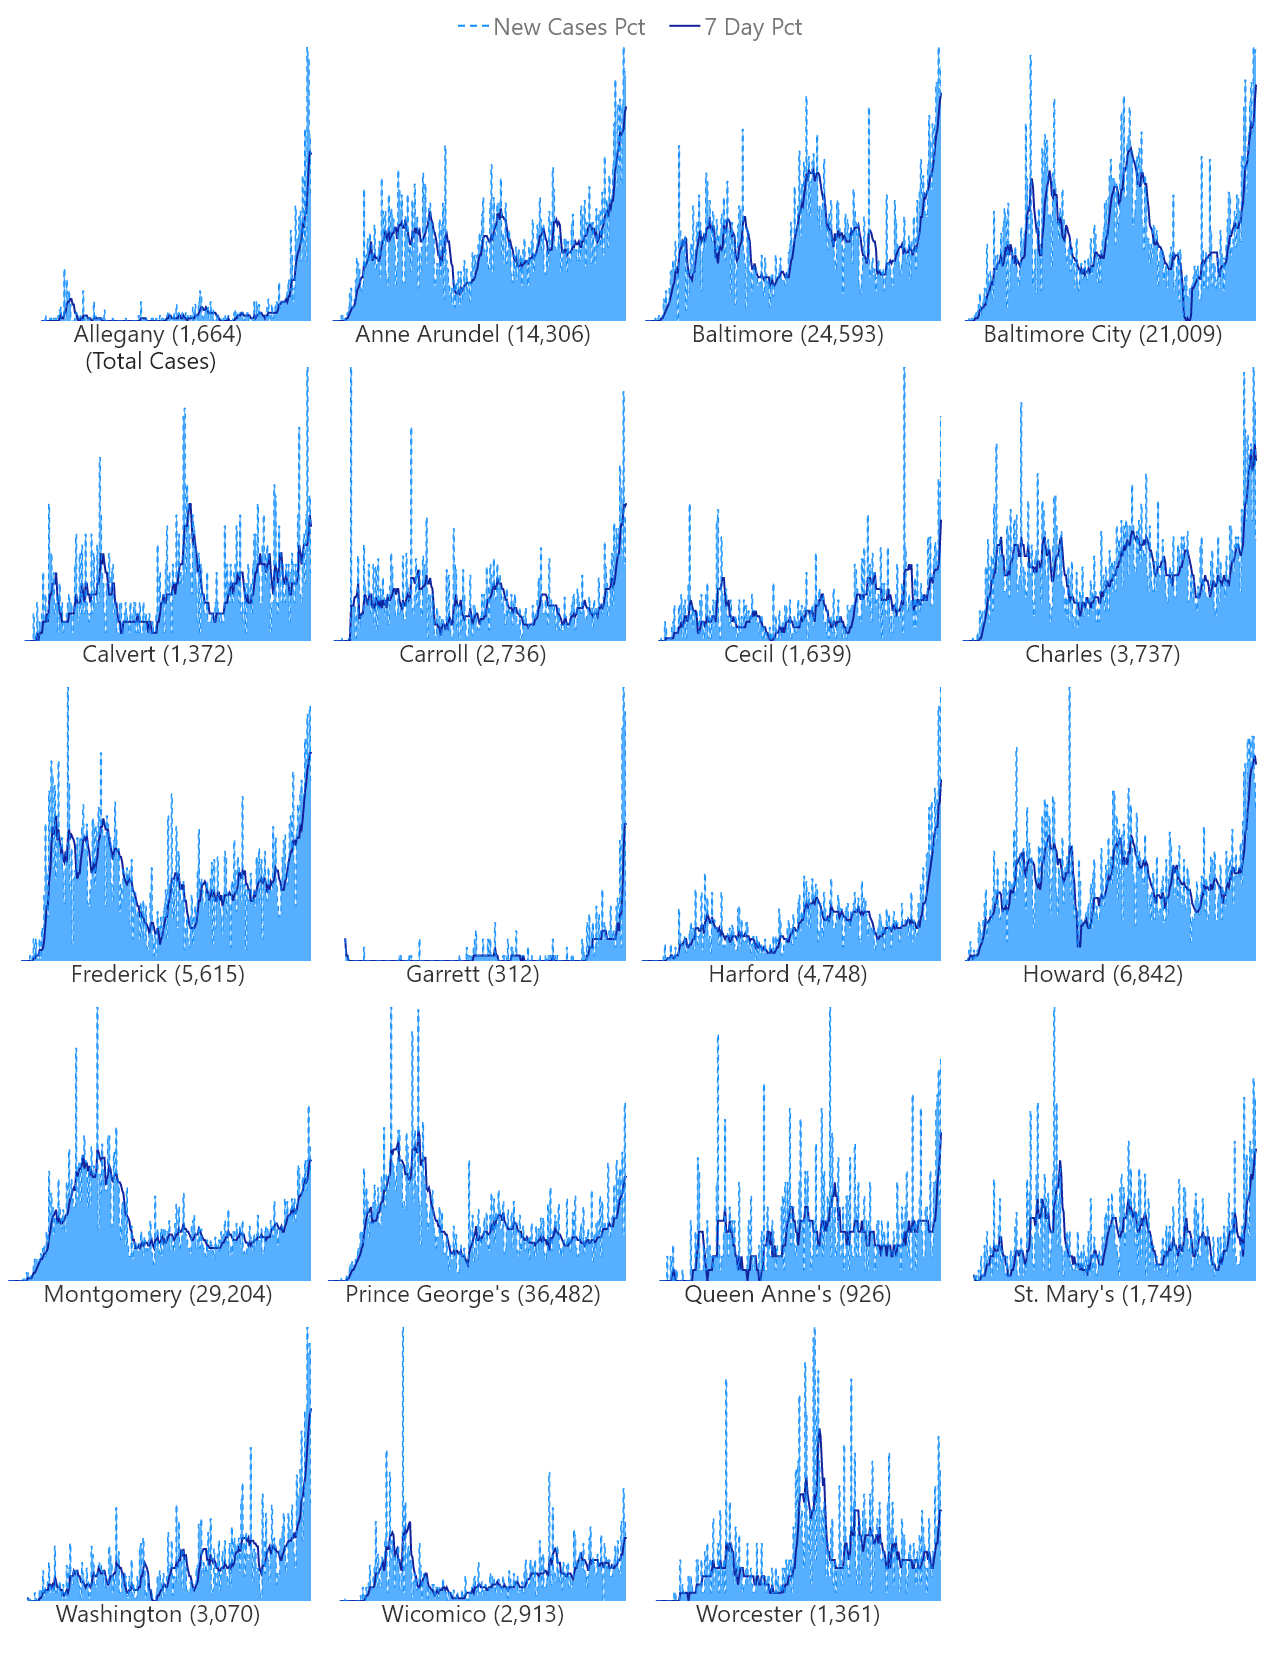 New Cases Pct 7 Day Pct
Allegany (1,664) Anne Arundel (14,306) Baltimore (24,593) Baltimore City (21,009)
(Total Cases)
Calvert (1,372) Carroll (2,736) Cecil (1,639) Charles (3,737)
Frederick (5,615) Garrett (312) Harford (4,748) Howard (6,842)
Montgomery (29,204) Prince George's (36,482) Queen Anne's (926) St. Mary's (1,749)
Washington (3,070) Wicomico (2,913) Worcester (1,361)